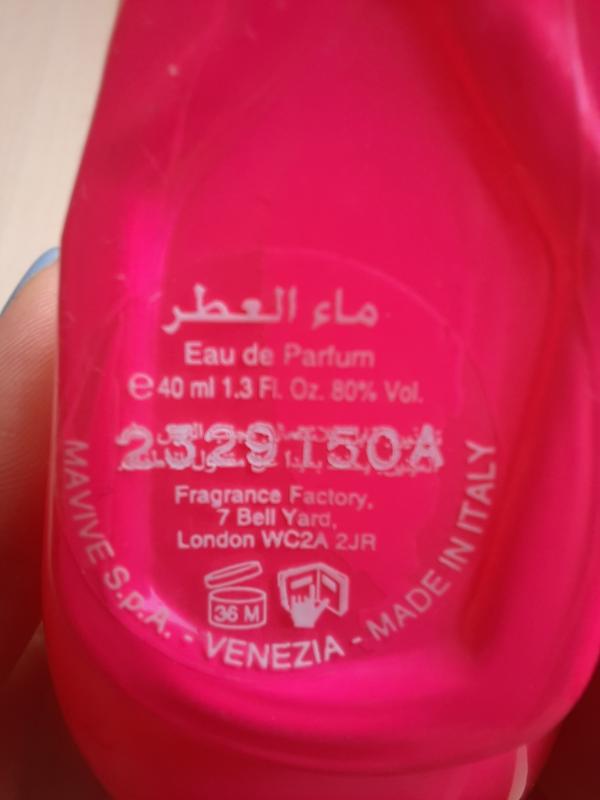 ماء العطر
Eau de Parfum
e 40 ml 1.3 Fl. Oz. 80% Vol.
2329150A
Fragrance Factory,
7 Bell Yard,
London WC2A 2JR
36 M
MAVIVE S.p.A. - VENEZIA - MADE IN ITALY